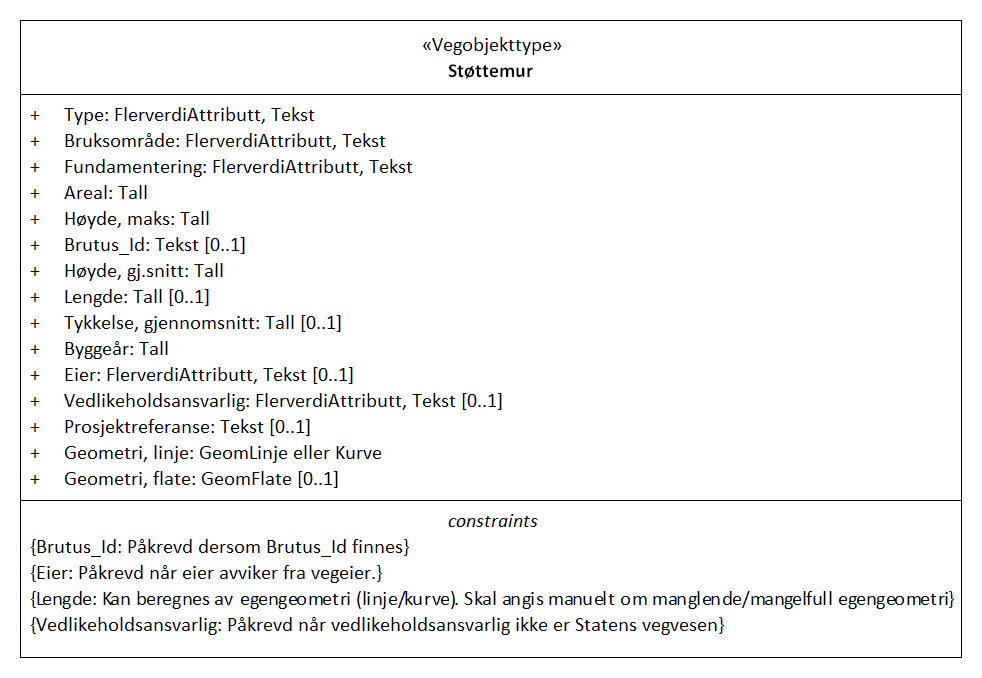 «Vegobjekttype»
Støttemur
+ Type: FlerverdiAttributt, Tekst
+ Bruksområde: FlerverdiAttributt, Tekst
+ Fundamentering: FlerverdiAttributt, Tekst
+ Areal: Tall
+ Høyde, maks: Tall
+ Brutus_Id: Tekst [0..1]
+ Høyde, gj.snitt: Tall
+ Lengde: Tall [0..1]
+ Tykkelse, gjennomsnitt: Tall [0..1]
+ Byggeår: Tall
+ Eier: FlerverdiAttributt, Tekst [0..1]
+ Vedlikeholdsansvarlig: FlerverdiAttributt, Tekst [0..1]
+ Prosjektreferanse: Tekst [0..1]
+ Geometri, linje: GeomLinje eller Kurve
+ Geometri, flate: GeomFlate [0..1]
constraints
{Brutus_Id: Påkrevd dersom Brutus_Id finnes}
{Eier: Påkrevd når eier avviker fra vegeier.}
{Lengde: Kan beregnes av egengeometri (linje/kurve). Skal angis manuelt om manglende/mangelfull egengeometri}
{Vedlikeholdsansvarlig: Påkrevd når vedlikeholdsansvarlig ikke er Statens vegvesen}